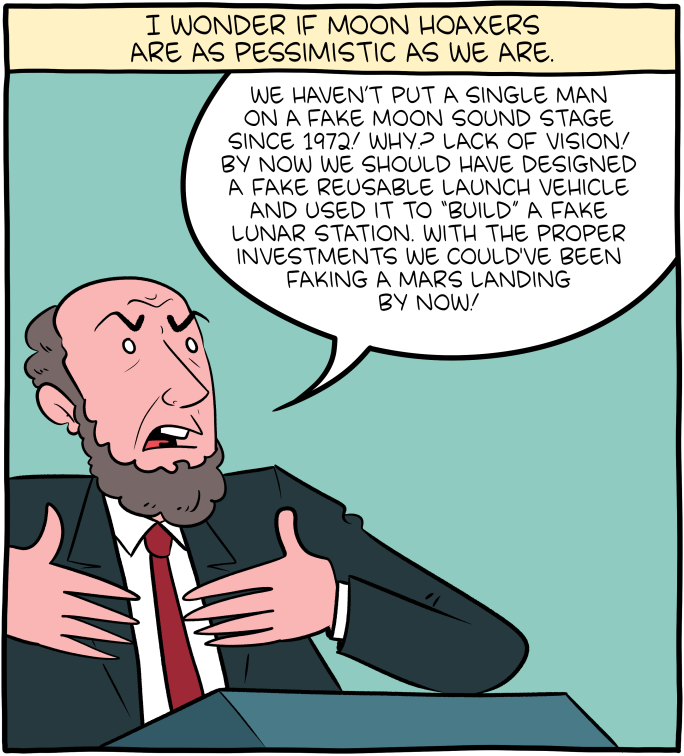 I WONDER IF MOON HOAXERS
ARE AS PESSIMISTIC AS WE ARE.
WE HAVEN'T PUT A SINGLE MAN
ON A FAKE MOON SOUND STAGE
SINCE 1972! WHY? LACK OF VISION!
BY NOW WE SHOULD HAVE DESIGNED
A FAKE REUSABLE LAUNCH VEHICLE
AND USED IT TO "BUILD" A FAKE
LUNAR STATION. WITH THE PROPER
INVESTMENTS WE COULD'VE BEEN
FAKING A MARS LANDING
BY NOW!